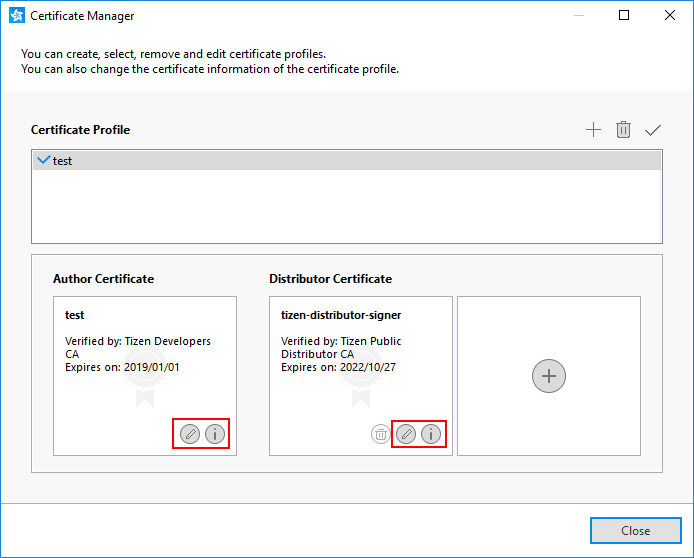 Certificate Manager
You can create, select, remove and edit certificate profiles.
You can also change the certificate information of the certificate profile.
Certificate Profile
test
Author Certificate
Distributor Certificate
test
Verified by: Tizen Developers
CA
Expires on: 2019/01/01
tizen-distributor-signer
Verified by: Tizen Public
Distributor CA
Expires on: 2022/10/27
Close